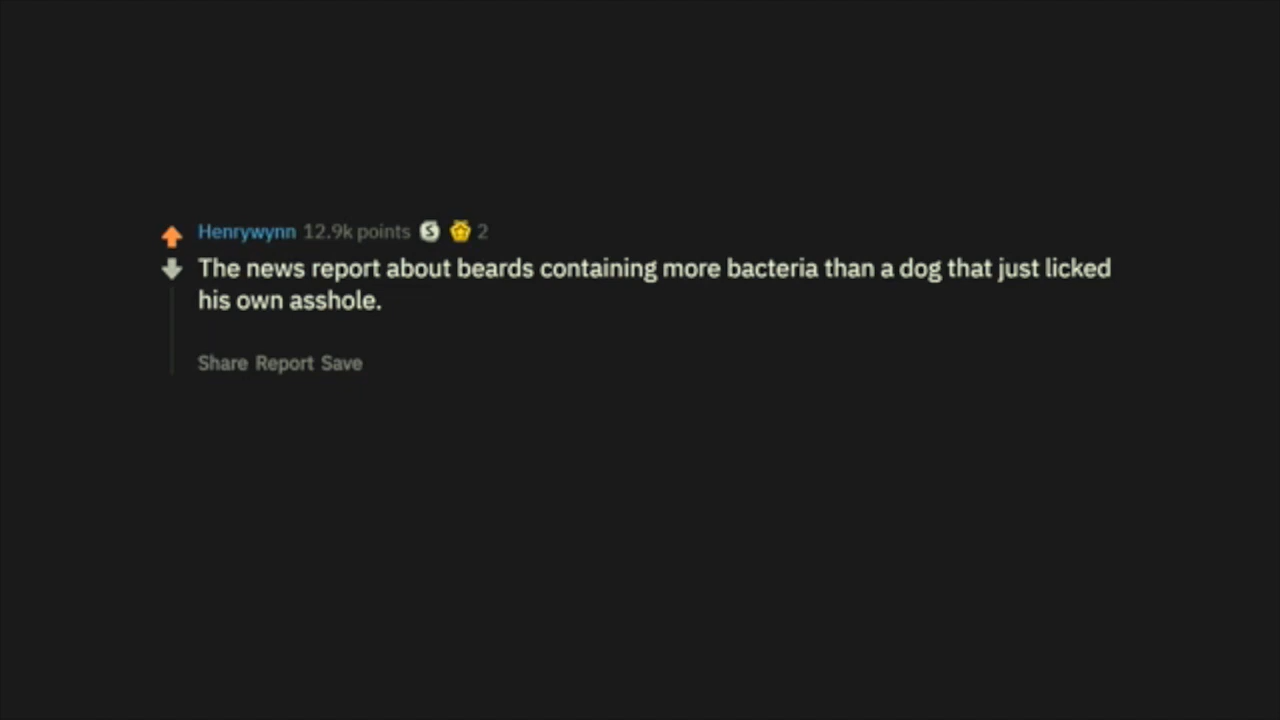 Henrywynn 12.9k points S 2
The news report about beards containing more bacteria than a dog that just licked
his own asshole.
Share Report Save